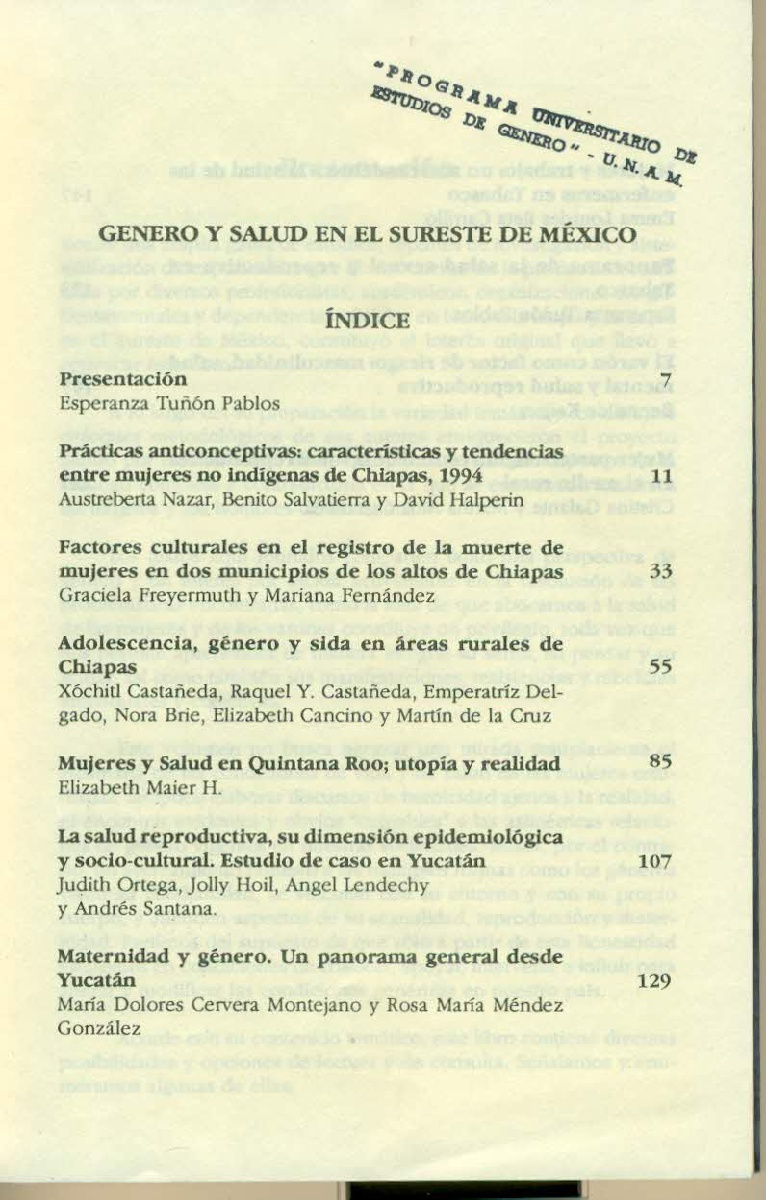 "PROGRAMA UNIVERSITARIO DE
ESTUDIOS DE GENERO" - U.N.A.M.
GENERO Y SALUD EN EL SURESTE DE MÉXICO
ÍNDICE
Presentación 7
Esperanza Tuñón Pablos
Prácticas anticonceptivas: características y tendencias
entre mujeres no indígenas de Chiapas, 1994 11
Austreberta Nazar, Benito Salvatierra y David Halperin
Factores culturales en el registro de la muerte de
mujeres en dos municipios de los altos de Chiapas 33
Graciela Freyermuth y Mariana Fernández
Adolescencia, género y sida en áreas rurales de
Chiapas 55
Xóchitl Castañeda, Raquel Y. Castañeda, Emperatríz Del-
gado, Nora Brie, Elizabeth Cancino y Martín de la Cruz
Mujeres y Salud en Quintana Roo; utopía y realidad 85
Elizabeth Maier H.
La salud reproductiva, su dimensión epidemiológica
y socio-cultural. Estudio de caso en Yucatán 107
Judith Ortega, Jolly Hoil, Angel Lendechy
y Andrés Santana.
Maternidad y género. Un panorama general desde
Yucatán 129
María Dolores Cervera Montejano y Rosa María Méndez
González